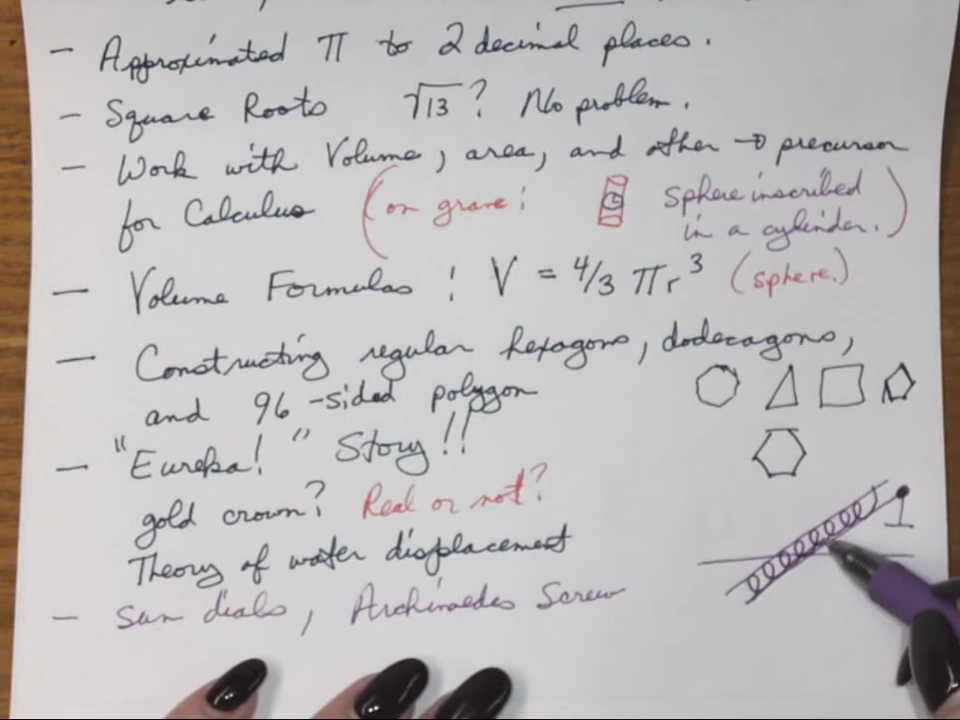 - Approximated π to 2 decimal places.
- Square Roots √13 ? No problem.
- Work with Volume, area, and other → precursor
for Calculus (on grave: sphere inscribed
in a cylinder.)
- Volume Formulas : V = 4/3 πr³ (sphere.)
- Constructing regular hexagons, dodecagons,
and 96-sided polygon
- "Eureka!" Story!!
gold crown? Real or not?
Theory of water displacement
- Sun dials, Archimedes Screw